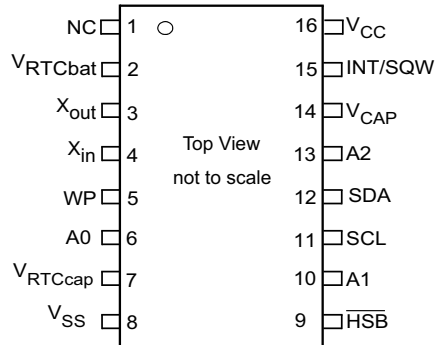 NC 1 16 VCC
VRTCbat 2 15 INT/SQW
Xout 3 14 VCAP
Xin 4 Top View 13 A2
WP 5 not to scale 12 SDA
A0 6 11 SCL
VRTCcap 7 10 A1
VSS 8 9 HSB